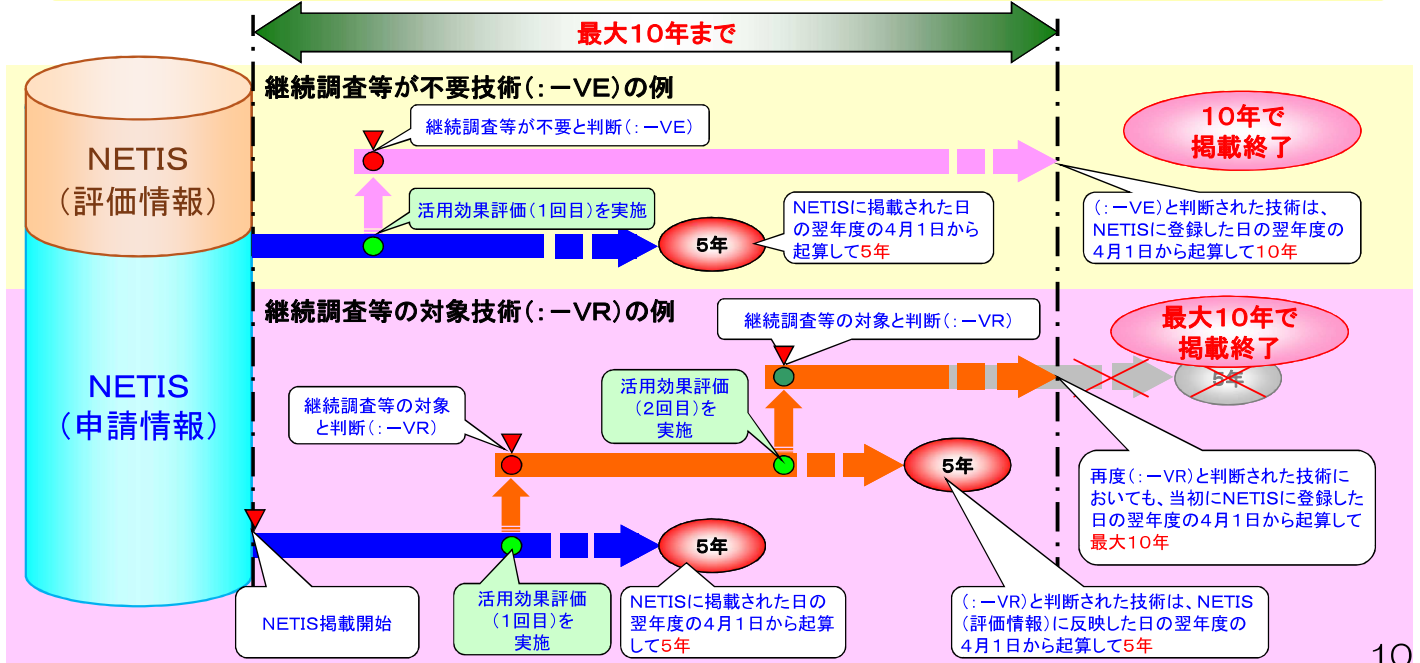 最大10年まで
継続調査等が不要技術(:-VE)の例
継続調査等が不要と判断(:-VE)
10年で
掲載終了
NETIS
(評価情報)
活用効果評価(1回目)を実施
5年
NETISに掲載された日
の翌年度の4月1日から
起算して5年
(:-VE)と判断された技術は、
NETISに登録した日の翌年度の
4月1日から起算して10年
継続調査等の対象技術(:-VR)の例
継続調査等の対象と判断(:-VR)
最大10年で
掲載終了
5年
NETIS
(申請情報)
活用効果評価
(2回目)を
実施
継続調査等の対象
と判断(:-VR)
5年
再度(:-VR)と判断された技術に
おいても、当初にNETISに登録した
日の翌年度の4月1日から起算して
最大10年
5年
NETIS掲載開始
活用効果評価
(1回目)を
実施
NETISに掲載された日の
翌年度の4月1日から起算
して5年
(:-VR)と判断された技術は、NETIS
(評価情報)に反映した日の翌年度の
4月1日から起算して5年
10